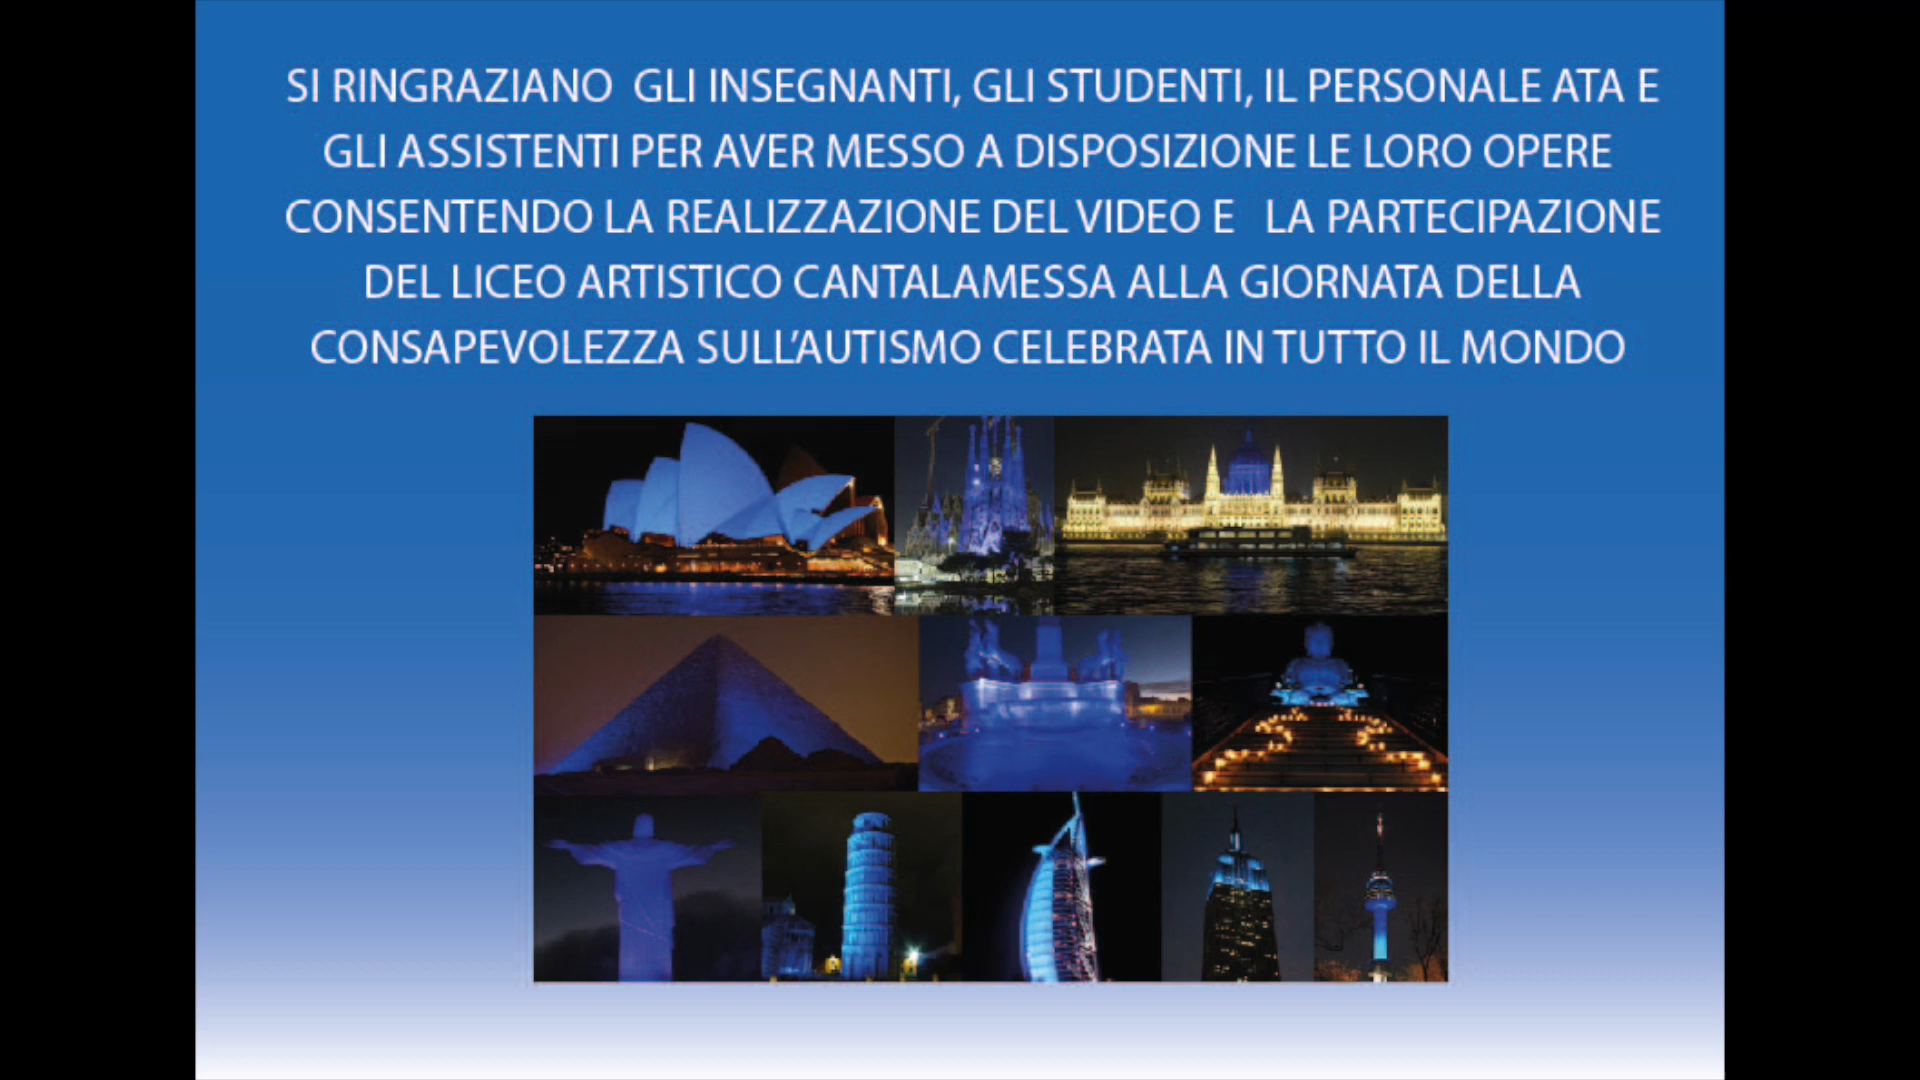 SI RINGRAZIANO GLI INSEGNANTI, GLI STUDENTI, IL PERSONALE ATA E
GLI ASSISTENTI PER AVER MESSO A DISPOSIZIONE LE LORO OPERE
CONSENTENDO LA REALIZZAZIONE DEL VIDEO E LA PARTECIPAZIONE
DEL LICEO ARTISTICO CANTALAMESSA ALLA GIORNATA DELLA
CONSAPEVOLEZZA SULL'AUTISMO CELEBRATA IN TUTTO IL MONDO